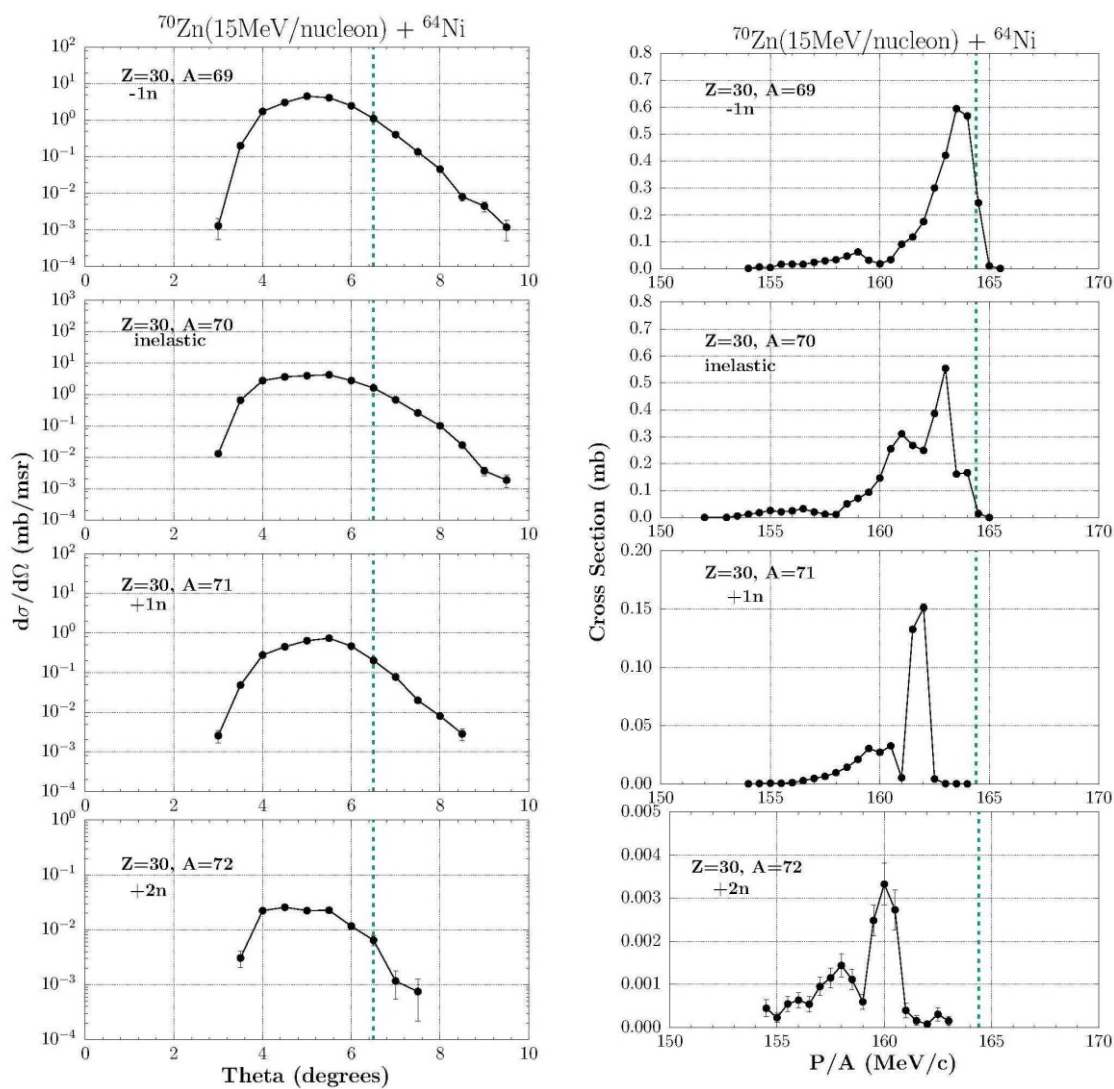 ⁷⁰Zn(15MeV/nucleon) + ⁶⁴Ni
10²
10¹
10⁰
10⁻¹
10⁻²
10⁻³
10⁻⁴
Z=30, A=69
-1n
0 2 4 6 8 10
10³
10²
10¹
10⁰
10⁻¹
10⁻²
10⁻³
10⁻⁴
Z=30, A=70
inelastic
0 2 4 6 8 10
10²
10¹
10⁰
10⁻¹
10⁻²
10⁻³
10⁻⁴
Z=30, A=71
+1n
0 2 4 6 8 10
10⁰
10⁻¹
10⁻²
10⁻³
10⁻⁴
Z=30, A=72
+2n
0 2 4 6 8 10
Theta (degrees)
dσ/dΩ (mb/msr)
⁷⁰Zn(15MeV/nucleon) + ⁶⁴Ni
0.8
0.7
0.6
0.5
0.4
0.3
0.2
0.1
0.0
Z=30, A=69
-1n
150 155 160 165 170
0.8
0.7
0.6
0.5
0.4
0.3
0.2
0.1
0.0
Z=30, A=70
inelastic
150 155 160 165 170
0.20
0.15
0.10
0.05
0.00
Z=30, A=71
+1n
150 155 160 165 170
0.005
0.004
0.003
0.002
0.001
0.000
Z=30, A=72
+2n
150 155 160 165 170
P/A (MeV/c)
Cross Section (mb)